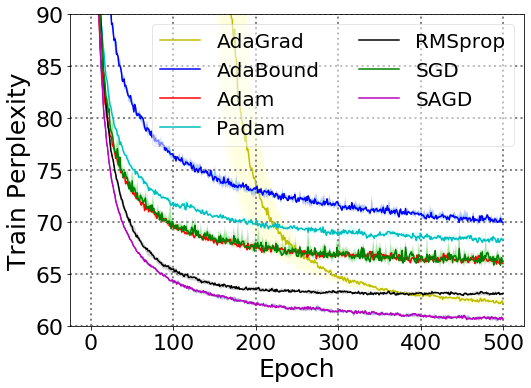 90
85
80
75
70
65
60
Train Perplexity
AdaGrad
AdaBound
Adam
Padam
RMSprop
SGD
SAGD
0 100 200 300 400 500
Epoch